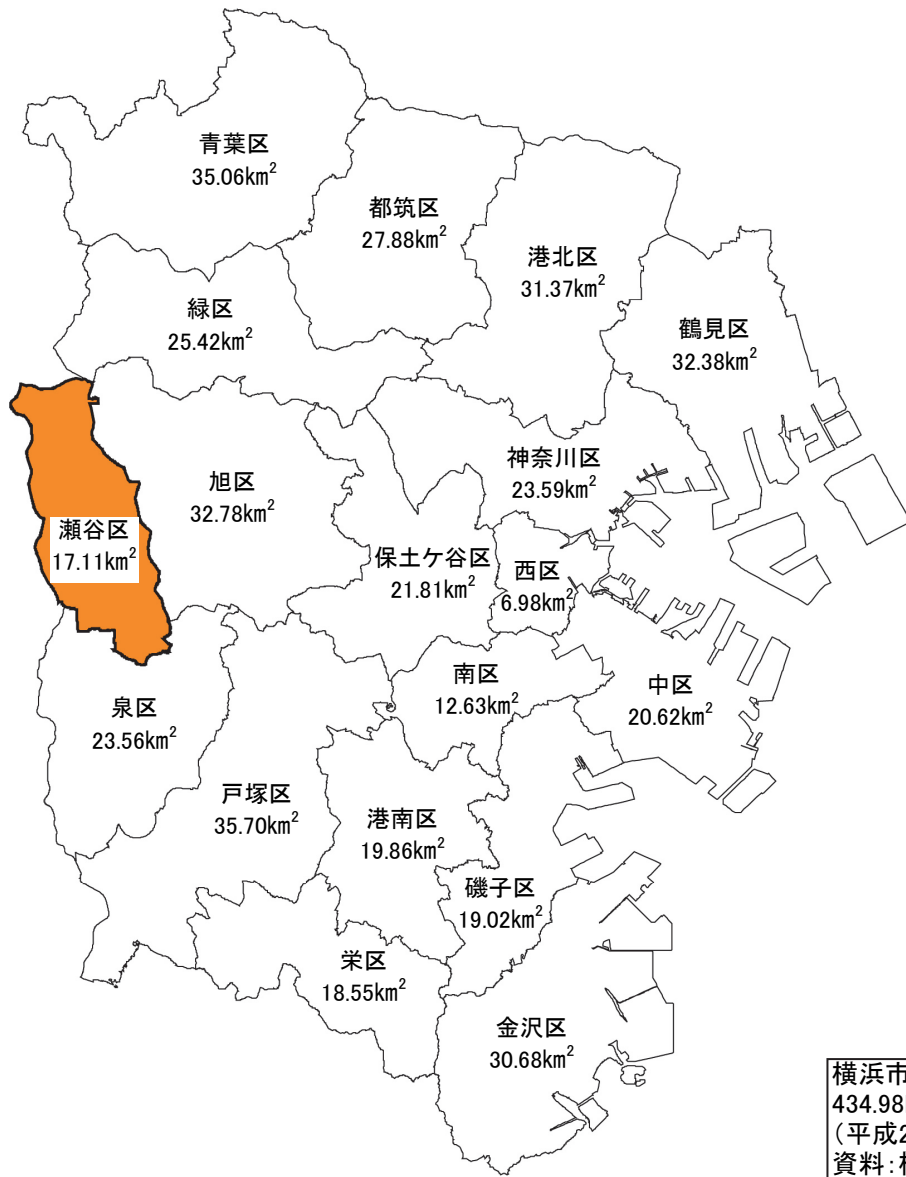 青葉区
35.06km²
都筑区
27.88km²
港北区
31.37km²
緑区
25.42km²
鶴見区
32.38km²
神奈川区
23.59km²
旭区
32.78km²
瀬谷区
17.11km²
保土ケ谷区
21.81km²
西区
6.98km²
南区
12.63km²
中区
20.62km²
泉区
23.56km²
戸塚区
35.70km²
港南区
19.86km²
磯子区
19.02km²
栄区
18.55km²
金沢区
30.68km²
横浜市
434.98
(平成2
資料: